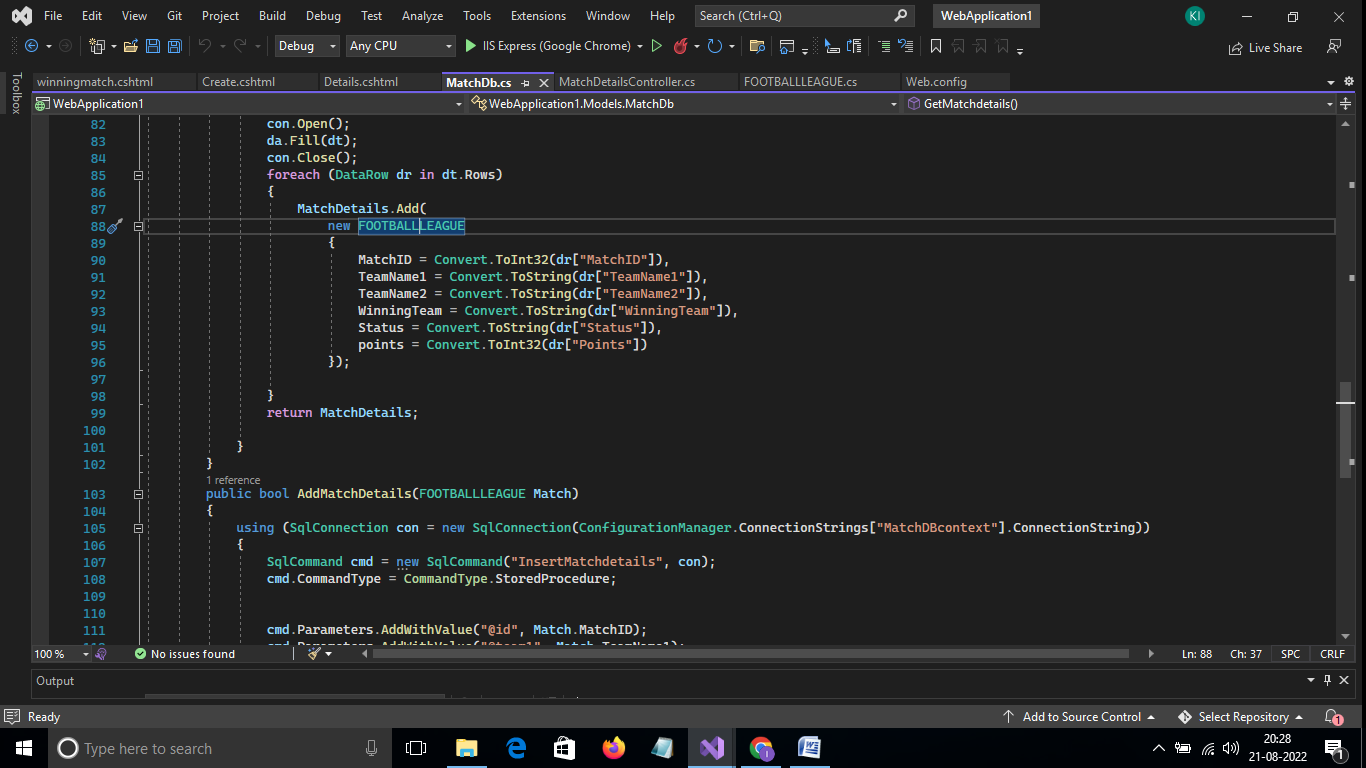 File Edit View Git Project Build Debug Test Analyze Tools Extensions Window Help Search (Ctrl+Q) WebApplication1 KI
Debug Any CPU IIS Express (Google Chrome) Live Share
Toolbox
winningmatch.cshtml Create.cshtml Details.cshtml MatchDb.cs MatchDetailsController.cs FOOTBALLLEAGUE.cs Web.config
WebApplication1 WebApplication1.Models.MatchDb GetMatchdetails()
82 con.Open();
83 da.Fill(dt);
84 con.Close();
85 foreach (DataRow dr in dt.Rows)
86 {
87 MatchDetails.Add(
88 new FOOTBALLLEAGUE
89 {
90 MatchID = Convert.ToInt32(dr["MatchID"]),
91 TeamName1 = Convert.ToString(dr["TeamName1"]),
92 TeamName2 = Convert.ToString(dr["TeamName2"]),
93 WinningTeam = Convert.ToString(dr["WinningTeam"]),
94 Status = Convert.ToString(dr["Status"]),
95 points = Convert.ToInt32(dr["Points"])
96 });
97
98 }
99 return MatchDetails;
100
101 }
102 }
1 reference
103 public bool AddMatchDetails(FOOTBALLLEAGUE Match)
104 {
105 using (SqlConnection con = new SqlConnection(ConfigurationManager.ConnectionStrings["MatchDBcontext"].ConnectionString))
106 {
107 SqlCommand cmd = new SqlCommand("InsertMatchdetails", con);
108 cmd.CommandType = CommandType.StoredProcedure;
109
110
111 cmd.Parameters.AddWithValue("@id", Match.MatchID);
100 % No issues found Ln: 88 Ch: 37 SPC CRLF
Output
Ready Add to Source Control Select Repository 1
Type here to search 20:28
21-08-2022 1